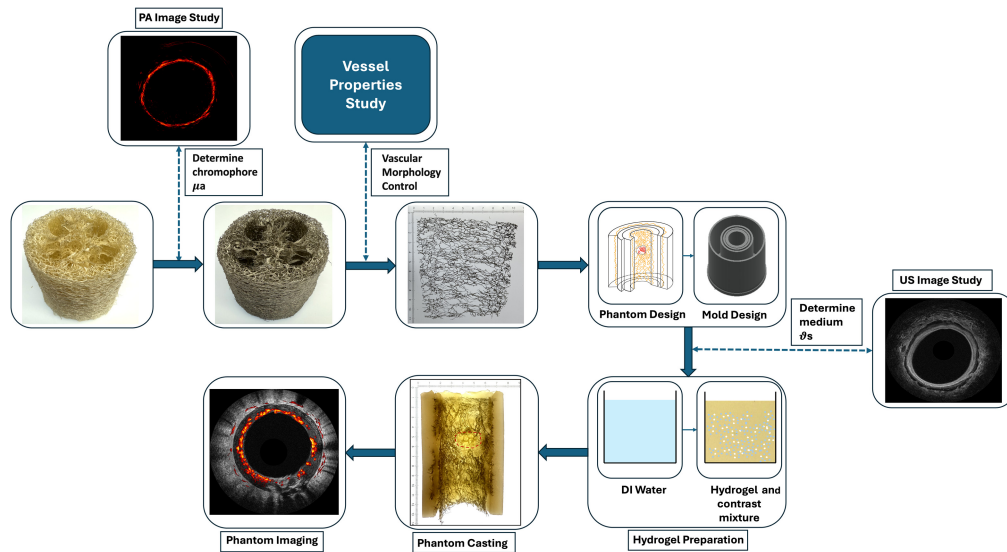 PA Image Study
Vessel
Properties
Study
Determine
chromophore
μa
Vascular
Morphology
Control
Phantom Design
Mold Design
US Image Study
Determine
medium
ϑs
DI Water
Hydrogel and
contrast
mixture
Phantom Imaging
Phantom Casting
Hydrogel Preparation